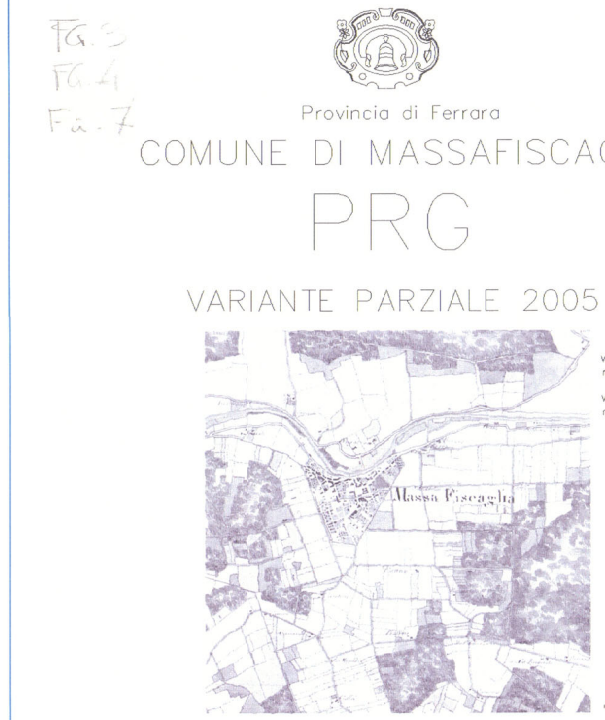 FG. 3
FG. 4
FG. 7
Provincia di Ferrara
COMUNE DI MASSAFISCAG
PRG
VARIANTE PARZIALE 2005
Massa Fiscaglia